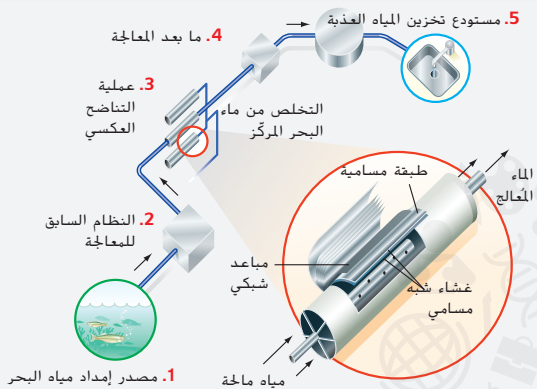 5. مستودع تخزين المياه العذبة
4. ما بعد المعالجة
3. عملية
التناضح
العكسي
التخلص من ماء
البحر المركّز
2. النظام السابق
للمعالجة
1. مصدر إمداد مياه البحر
طبقة مسامية
الماء
المُعالج
مباعد
شبكي
غشاء شبه
مسامي
مياه مالحة